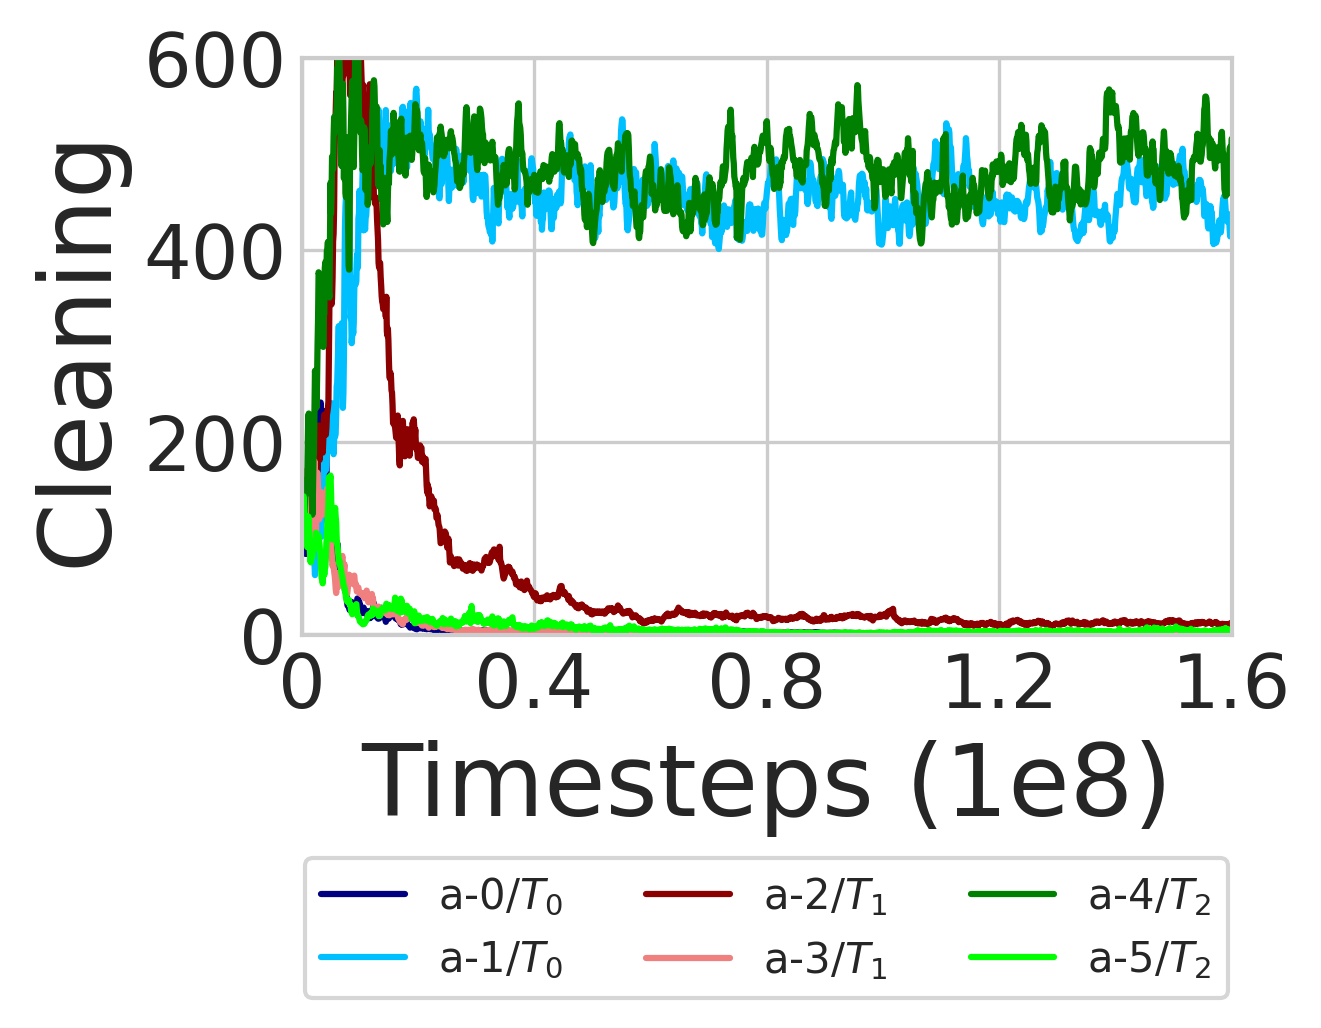 600
400
200
0
Cleaning
0 0.4 0.8 1.2 1.6
Timesteps (1e8)
a-0/T₀ a-2/T₁ a-4/T₂
a-1/T₀ a-3/T₁ a-5/T₂